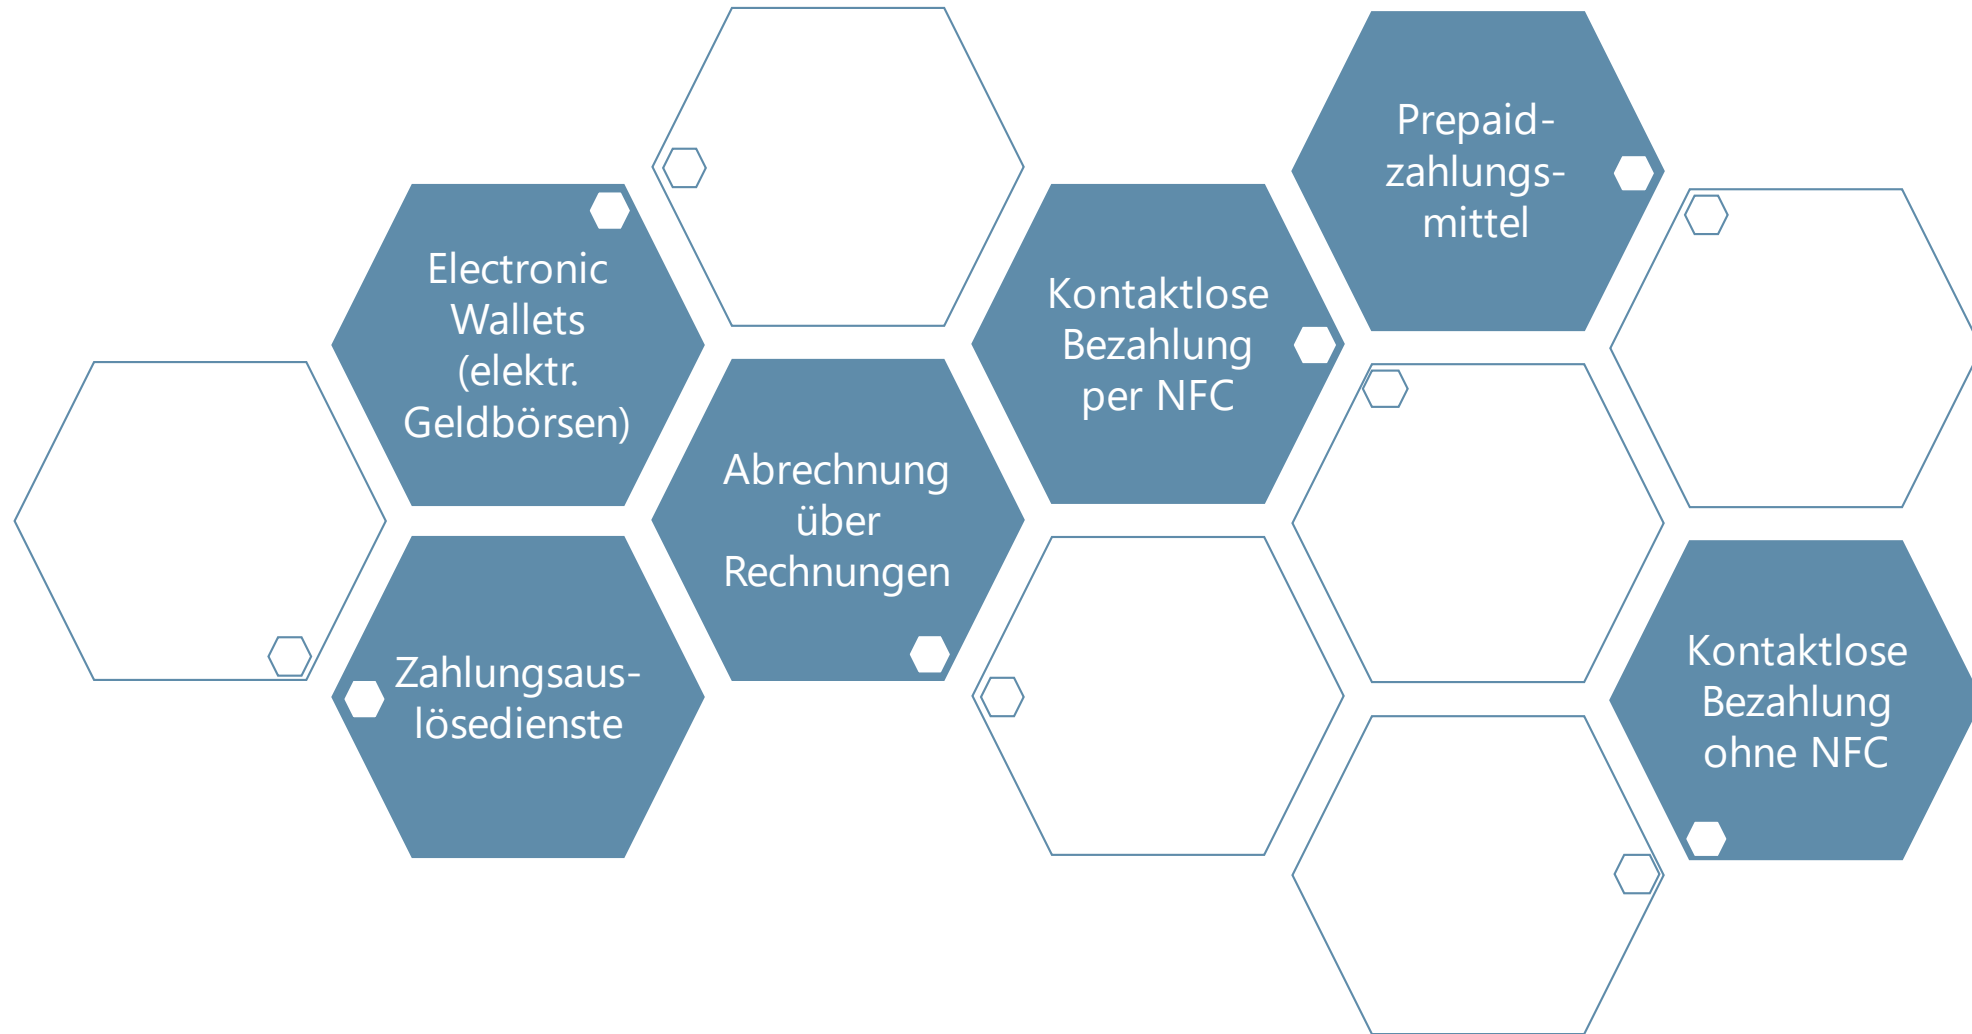 Electronic
Wallets
(elektr.
Geldbörsen)
Zahlungsaus-
lösedienste
Abrechnung
über
Rechnungen
Kontaktlose
Bezahlung
per NFC
Prepaid-
zahlungs-
mittel
Kontaktlose
Bezahlung
ohne NFC